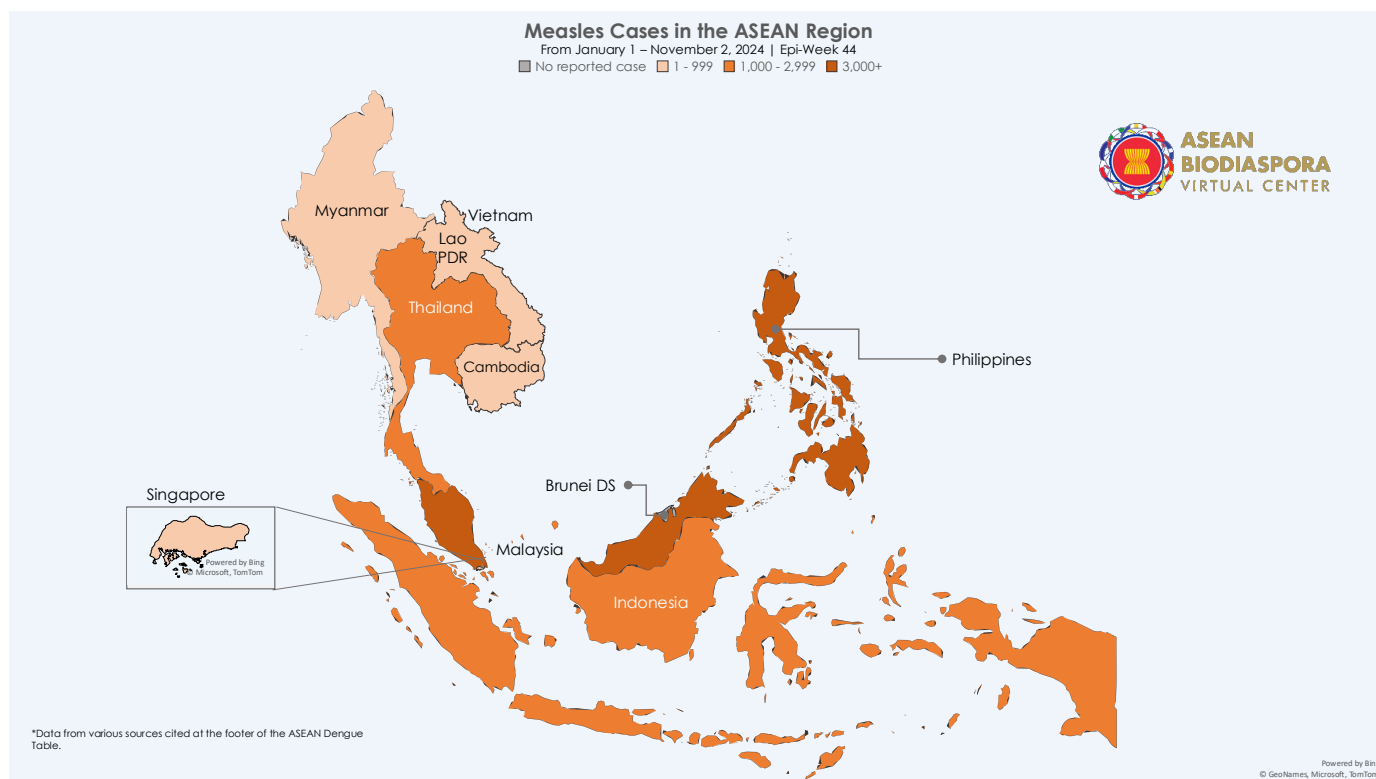 Measles Cases in the ASEAN Region
From January 1 – November 2, 2024 | Epi-Week 44
No reported case 1 - 999 1,000 - 2,999 3,000+
ASEAN
BIODIASPORA
VIRTUAL CENTER
Myanmar
Vietnam
Lao
PDR
Thailand
Cambodia
Philippines
Brunei DS
Singapore
Powered by Bing
© Microsoft, TomTom
Malaysia
Indonesia
*Data from various sources cited at the footer of the ASEAN Dengue
Table.
Powered by Bin
© GeoNames, Microsoft, TomTom